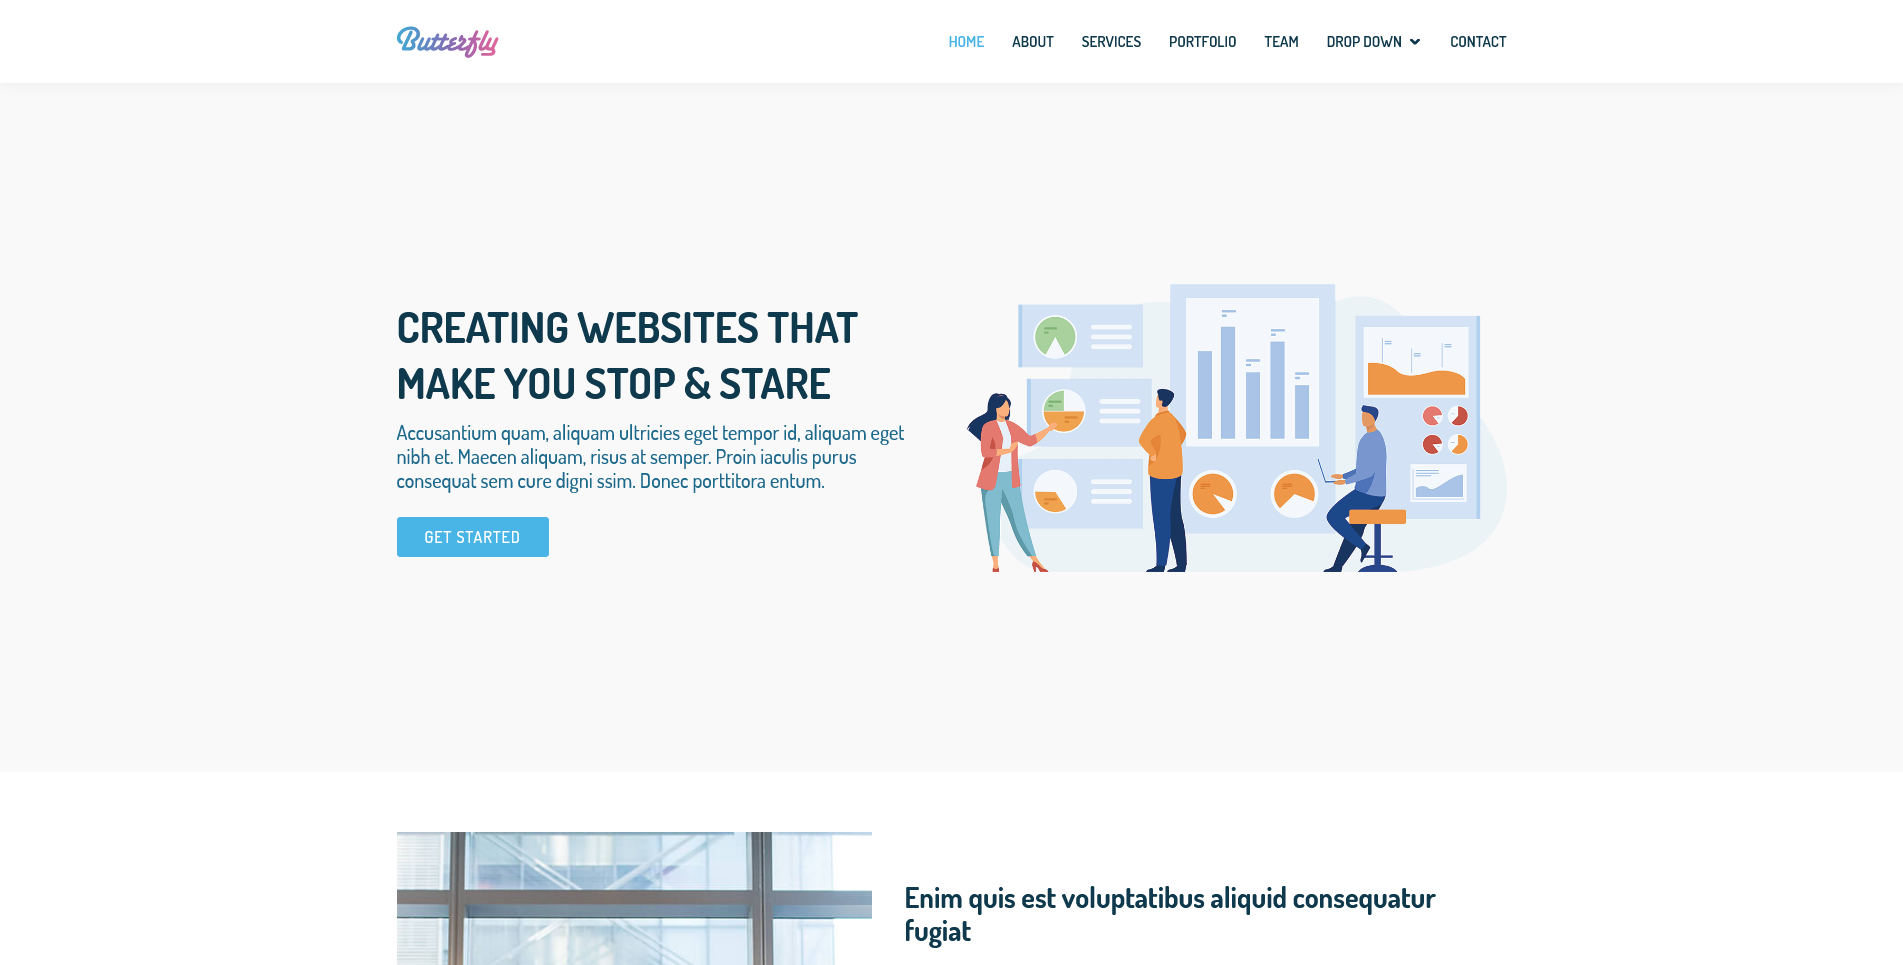 Butterfly
HOME ABOUT SERVICES PORTFOLIO TEAM DROP DOWN CONTACT
CREATING WEBSITES THAT
MAKE YOU STOP & STARE
Accusantium quam, aliquam ultricies eget tempor id, aliquam eget
nibh et. Maecen aliquam, risus at semper. Proin iaculis purus
consequat sem cure digni ssim. Donec porttitora entum.
GET STARTED
Enim quis est voluptatibus aliquid consequatur
fugiat